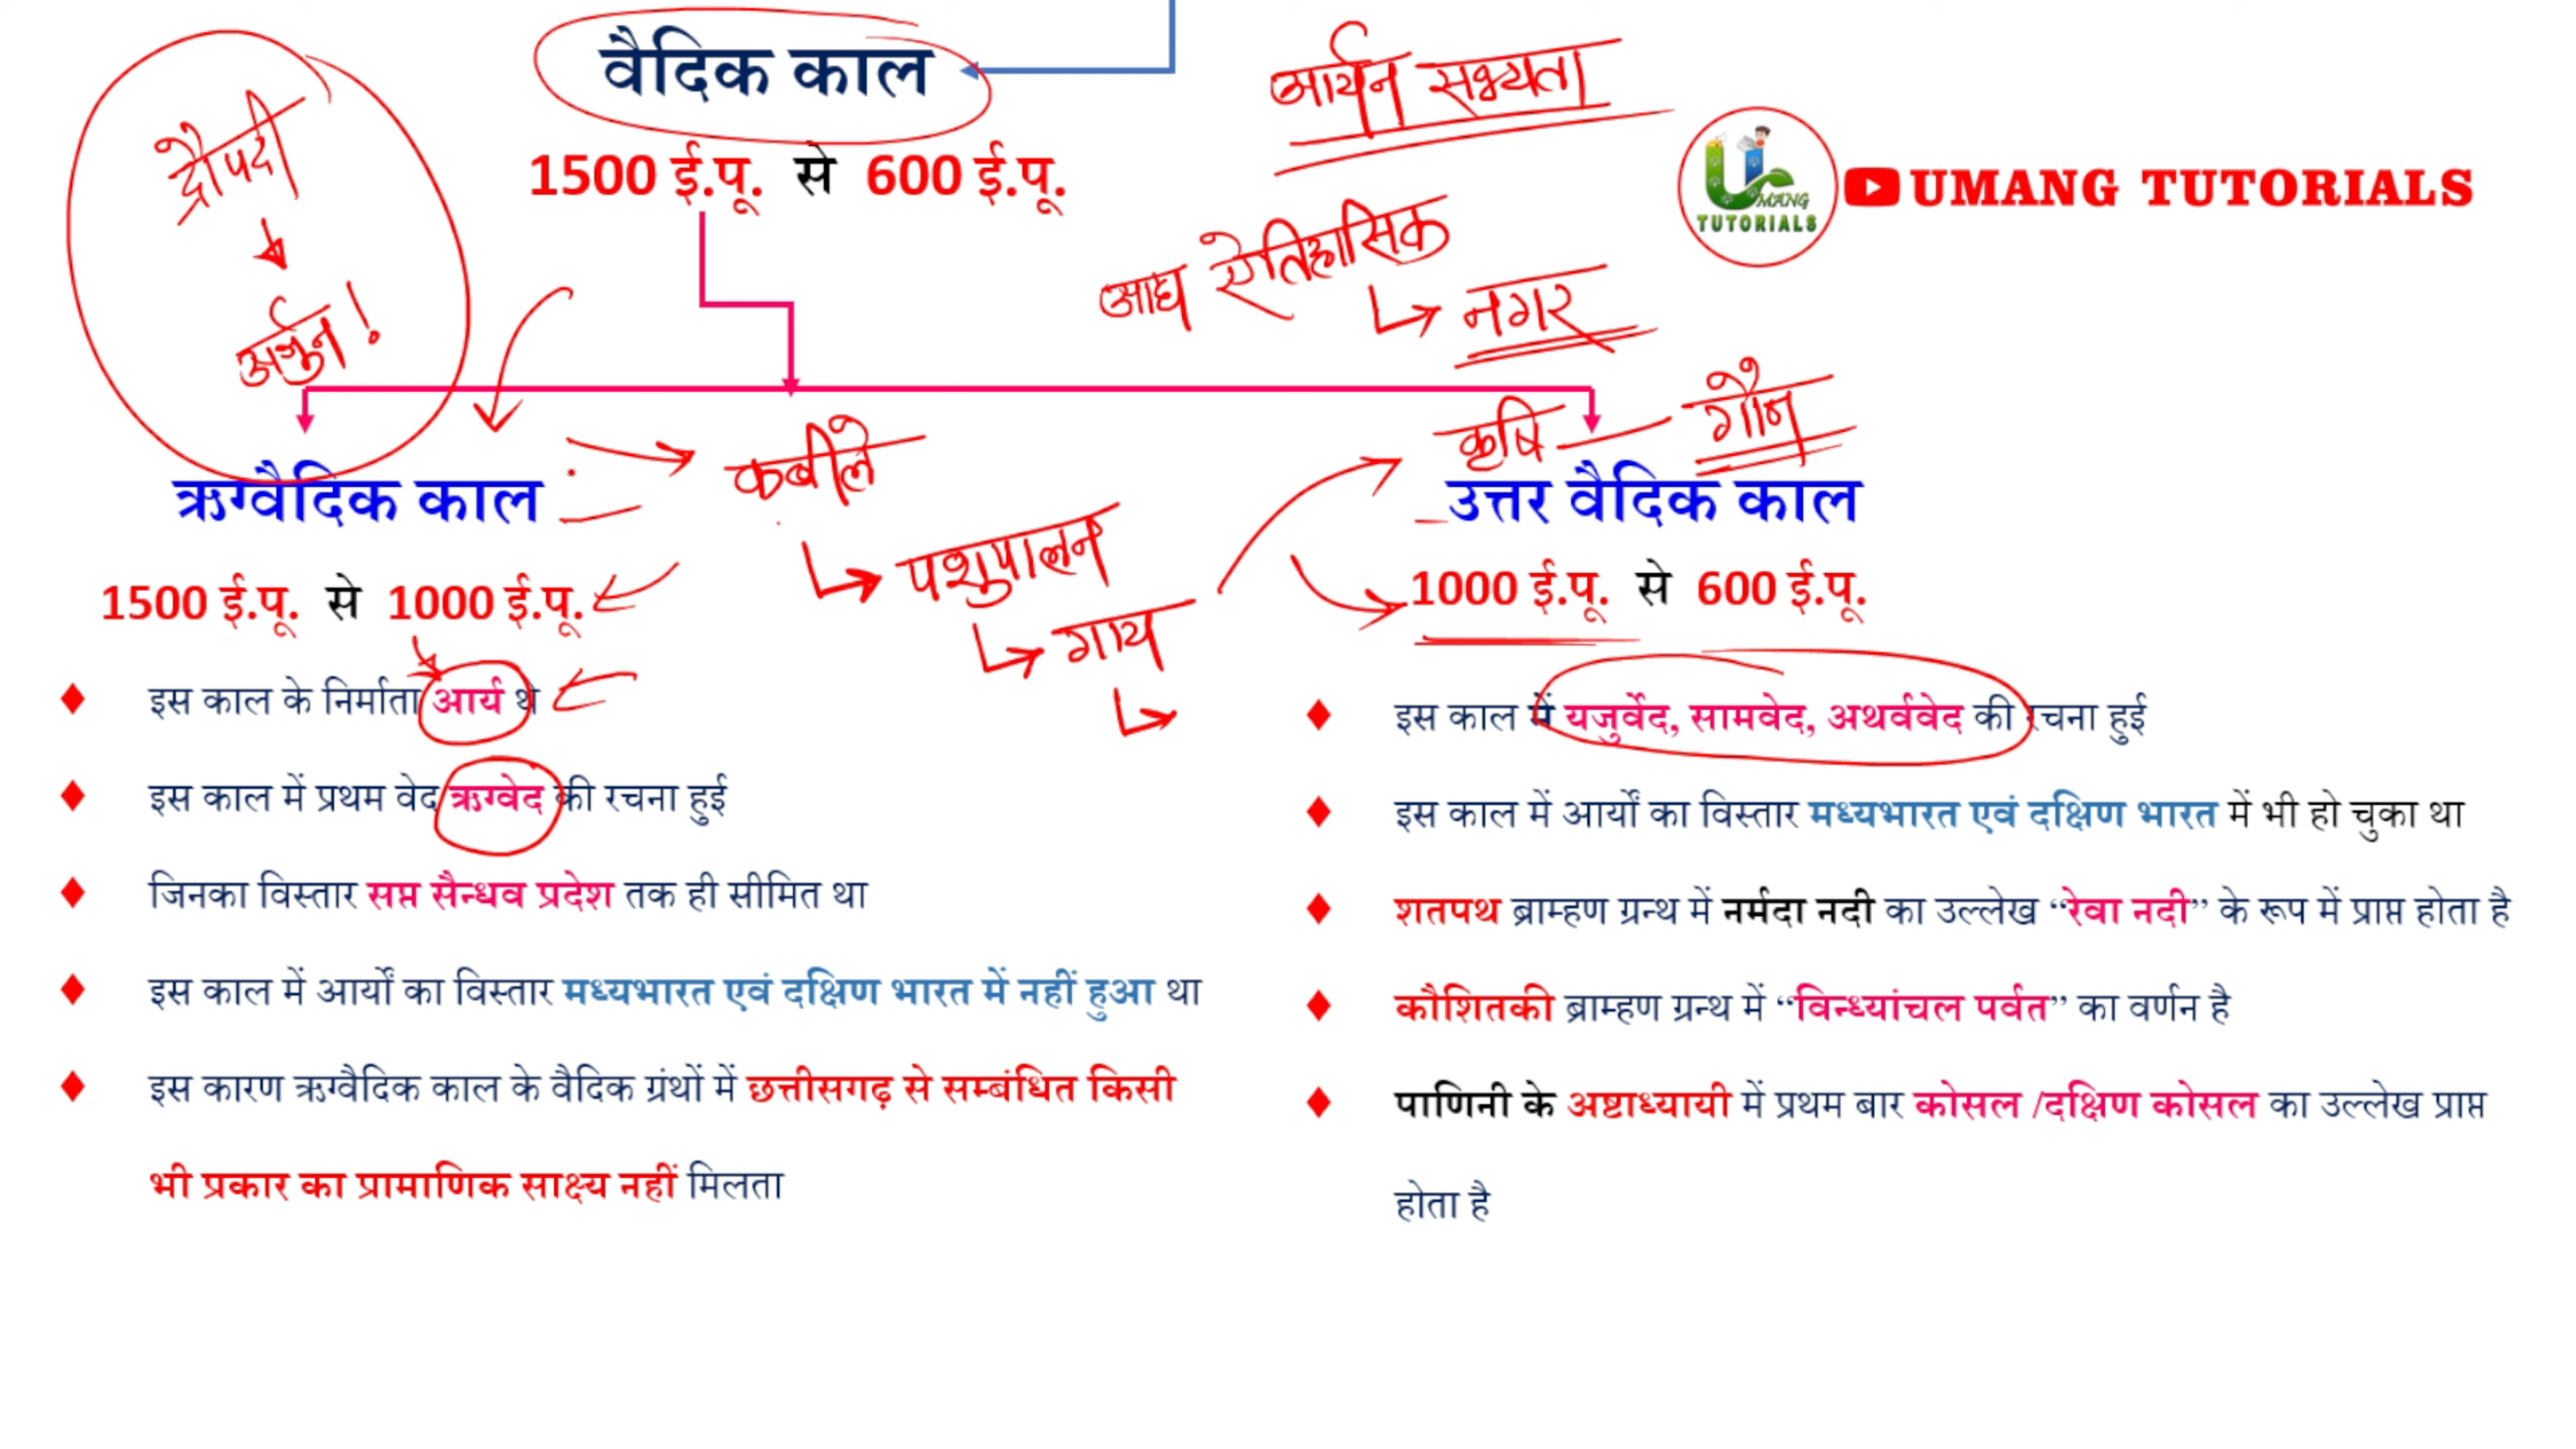 वैदिक काल
1500 ई.पू. से 600 ई.पू.
आर्यन सभ्यता
UMANG TUTORIALS
UMANG TUTORIALS
द्रौपदी
अर्जुन!
आद्य ऐतिहासिक
नगर
कबीले
पशुपालन
गाय
कृषि — गौण
ऋग्वैदिक काल
1500 ई.पू. से 1000 ई.पू.
इस काल के निर्माता आर्य थे
इस काल में प्रथम वेद ऋग्वेद की रचना हुई
जिनका विस्तार सप्त सैन्धव प्रदेश तक ही सीमित था
इस काल में आर्यों का विस्तार मध्यभारत एवं दक्षिण भारत में नहीं हुआ था
इस कारण ऋग्वैदिक काल के वैदिक ग्रंथों में छत्तीसगढ़ से सम्बंधित किसी
भी प्रकार का प्रामाणिक साक्ष्य नहीं मिलता
उत्तर वैदिक काल
1000 ई.पू. से 600 ई.पू.
इस काल में यजुर्वेद, सामवेद, अथर्ववेद की रचना हुई
इस काल में आर्यों का विस्तार मध्यभारत एवं दक्षिण भारत में भी हो चुका था
शतपथ ब्राम्हण ग्रन्थ में नर्मदा नदी का उल्लेख “रेवा नदी” के रूप में प्राप्त होता है
कौशितकी ब्राम्हण ग्रन्थ में “विन्ध्यांचल पर्वत” का वर्णन है
पाणिनी के अष्टाध्यायी में प्रथम बार कोसल /दक्षिण कोसल का उल्लेख प्राप्त
होता है